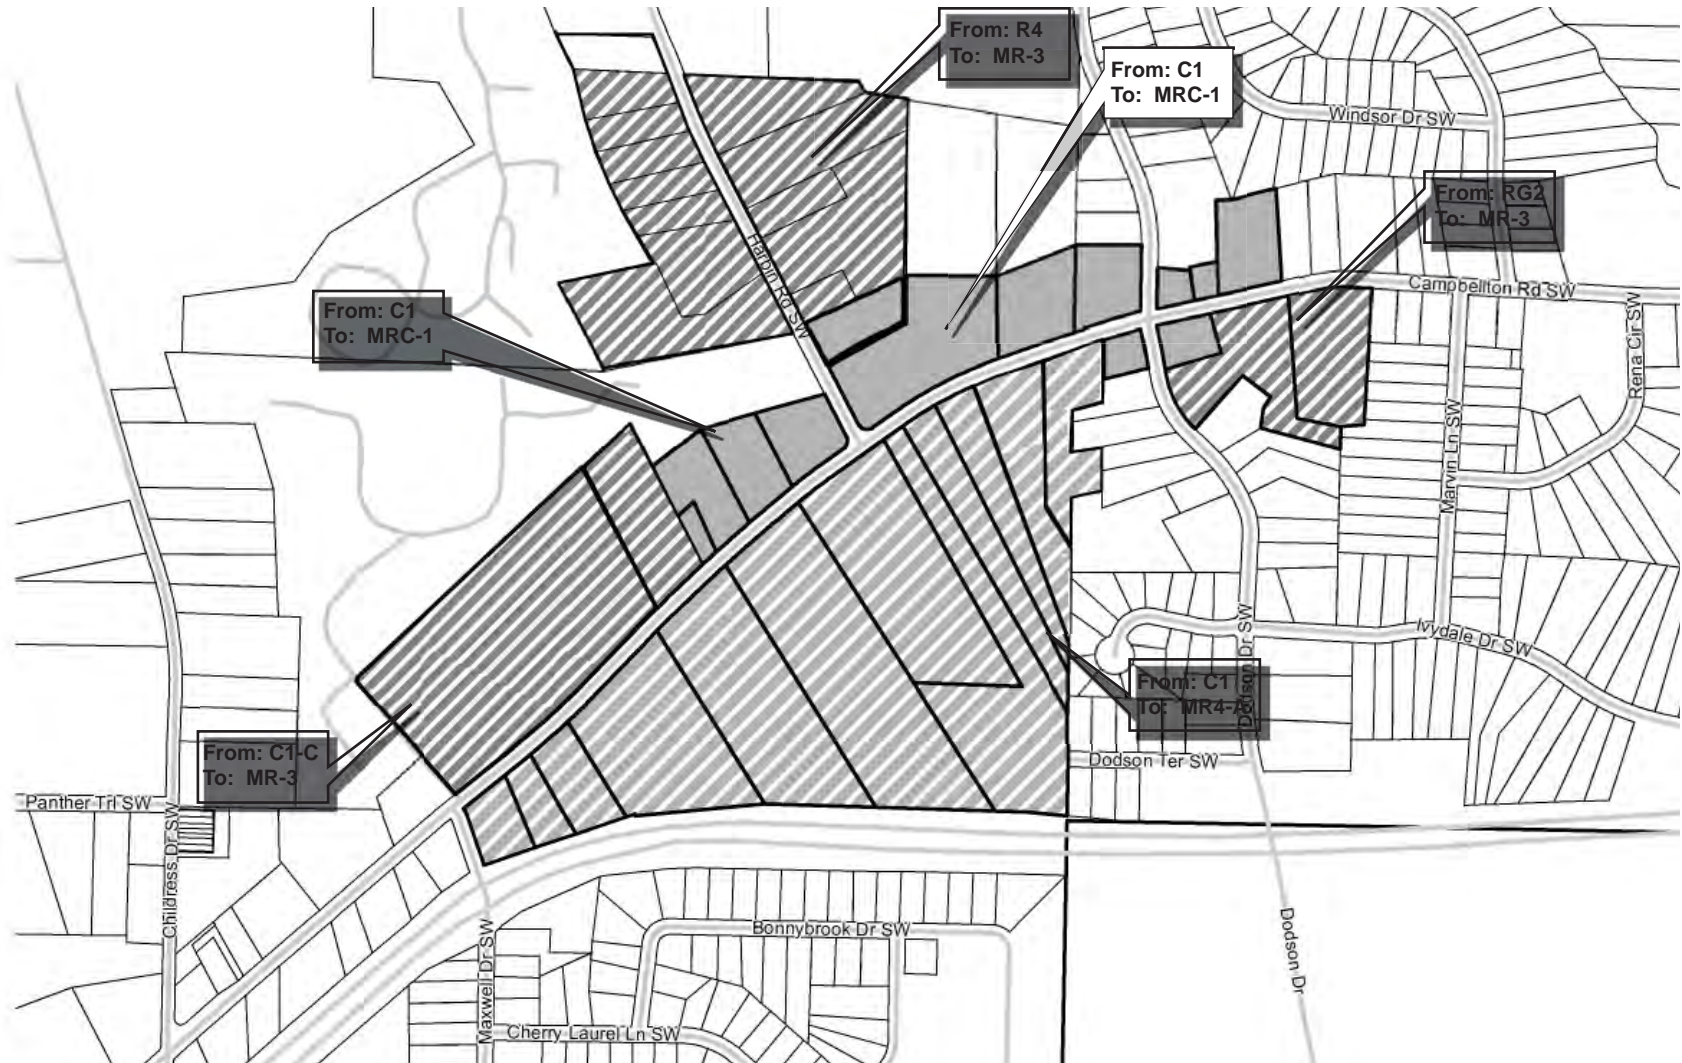 From: R4
To: MR-3
From: C1
To: MRC-1
Windsor Dr SW
From: RG2
To: MR-3
Harbin Rd SW
Campbellton Rd SW
From: C1
To: MRC-1
Rena Cir SW
Marvin Ln SW
Ivydale Dr SW
Dodson Dr SW
From: C1
To: MR4-A
From: C1-C
To: MR-3
Dodson Ter SW
Panther Trl SW
Childress Dr SW
Maxwell Dr SW
Bonnybrook Dr SW
Dodson Dr
Cherry Laurel Ln SW